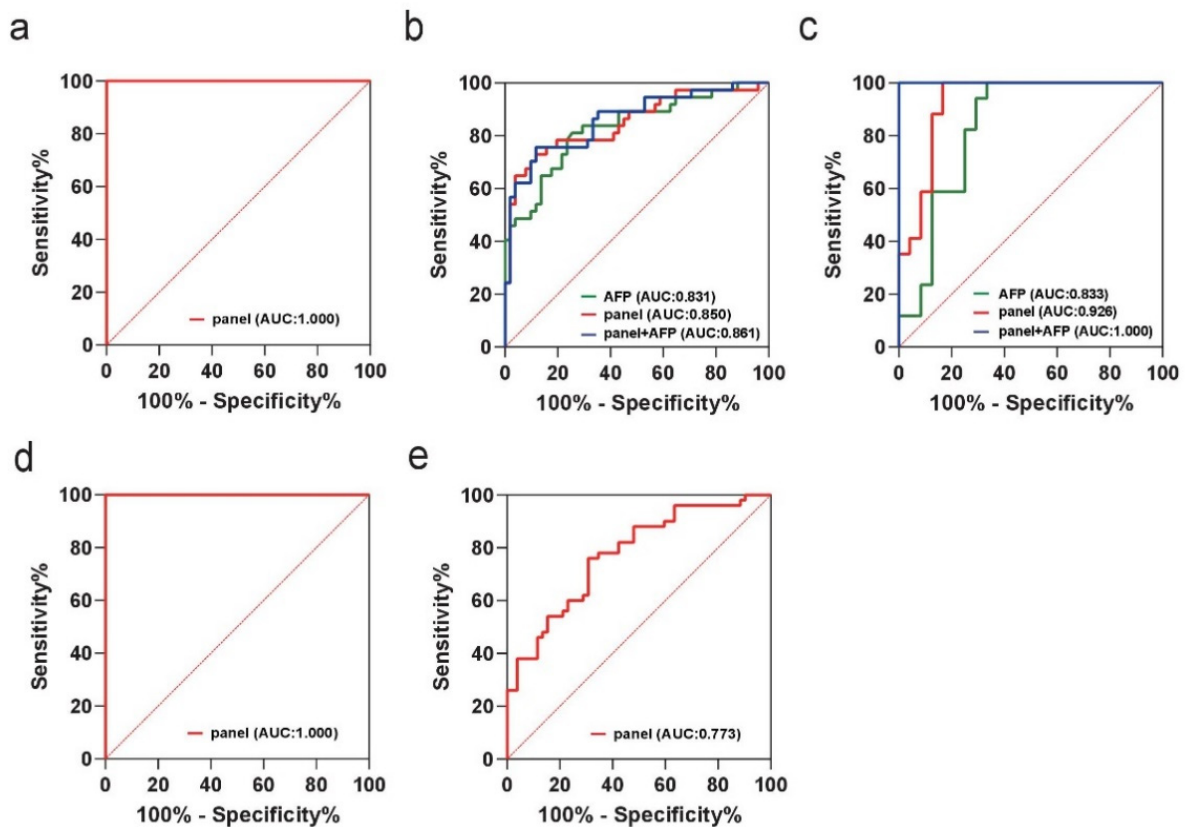 a
100
80
60
40
20
0
Sensitivity%
panel (AUC:1.000)
0 20 40 60 80 100
100% - Specificity%
b
100
80
60
40
20
0
Sensitivity%
AFP (AUC:0.831)
panel (AUC:0.850)
panel+AFP (AUC:0.861)
0 20 40 60 80 100
100% - Specificity%
c
100
80
60
40
20
0
Sensitivity%
AFP (AUC:0.833)
panel (AUC:0.926)
panel+AFP (AUC:1.000)
0 20 40 60 80 100
100% - Specificity%
d
100
80
60
40
20
0
Sensitivity%
panel (AUC:1.000)
0 20 40 60 80 100
100% - Specificity%
e
100
80
60
40
20
0
Sensitivity%
panel (AUC:0.773)
0 20 40 60 80 100
100% - Specificity%